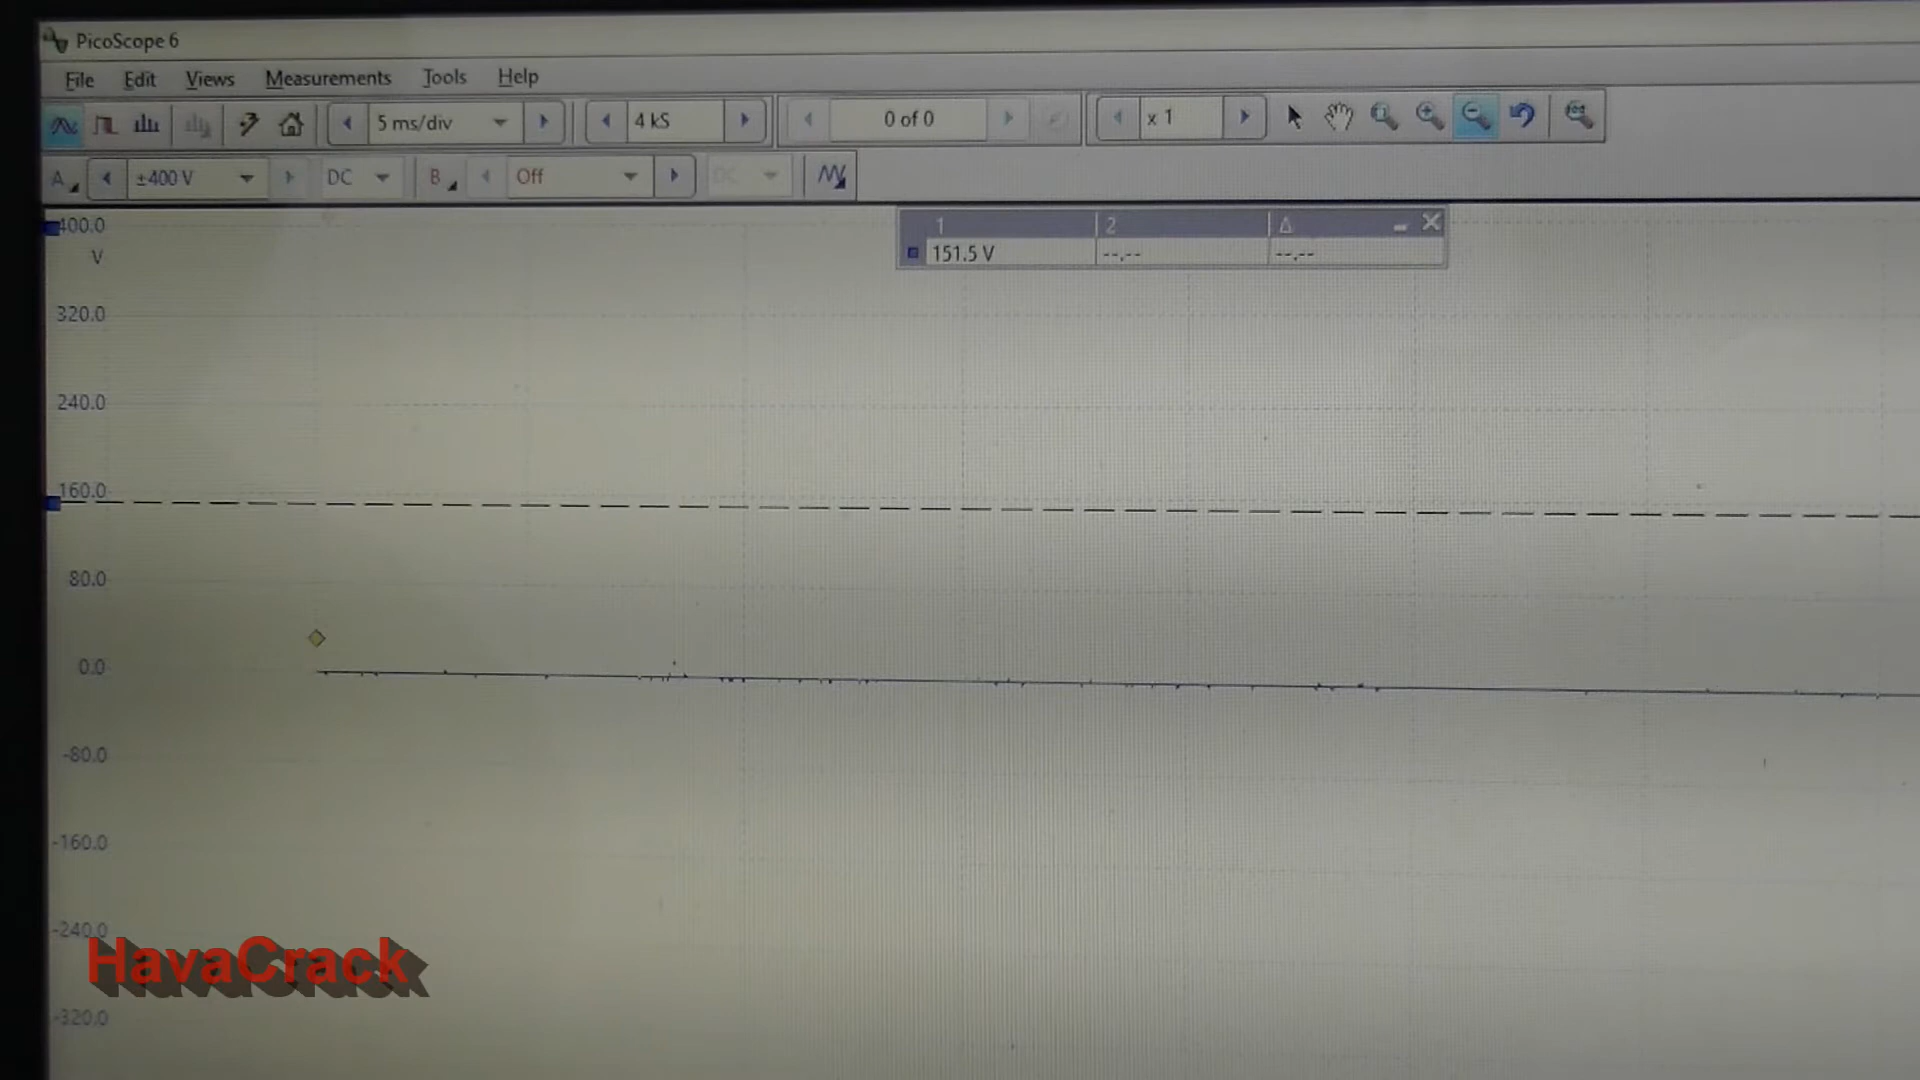 PicoScope 6
File Edit Views Measurements Tools Help
5 ms/div 4 kS 0 of 0 x 1
A ±400 V DC B Off DC
400.0
V
1 2 Δ
151.5 V --.-- --.--
320.0
240.0
160.0
80.0
0.0
-80.0
-160.0
-240.0
HavaCrack
-320.0